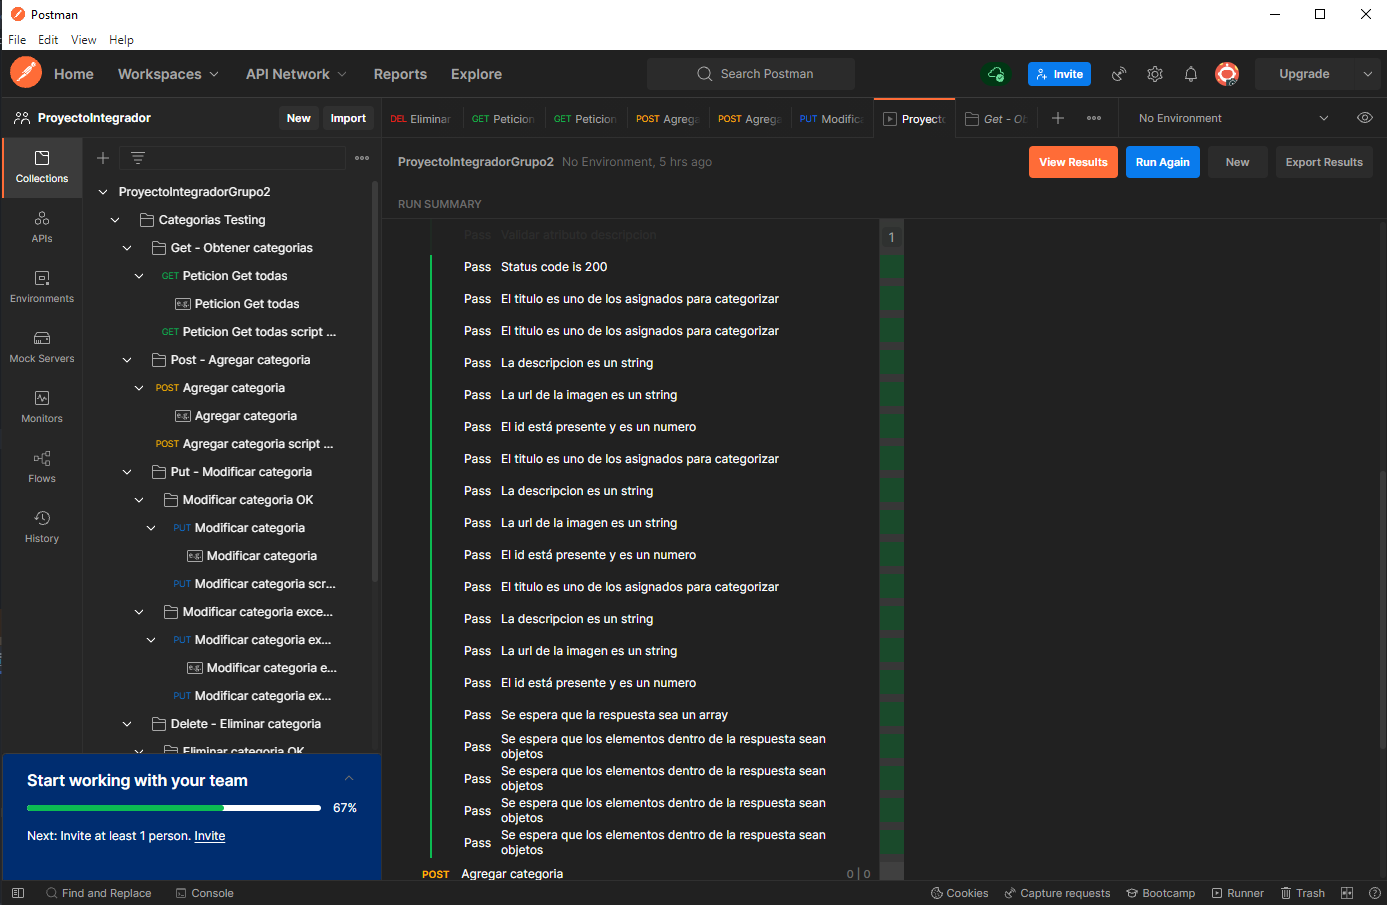 Postman
File Edit View Help
Home Workspaces API Network Reports Explore Search Postman Invite Upgrade
ProyectoIntegrador New Import
DEL Eliminar GET Peticion GET Peticion POST Agrega POST Agrega PUT Modifica Proyecto Get - Ob No Environment
Collections
APIs
Environments
Mock Servers
Monitors
Flows
History
ProyectoIntegradorGrupo2
Categorias Testing
Get - Obtener categorias
GET Peticion Get todas
e.g. Peticion Get todas
GET Peticion Get todas script ...
Post - Agregar categoria
POST Agregar categoria
e.g. Agregar categoria
POST Agregar categoria script ...
Put - Modificar categoria
Modificar categoria OK
PUT Modificar categoria
e.g. Modificar categoria
PUT Modificar categoria scr...
Modificar categoria exce...
PUT Modificar categoria ex...
e.g. Modificar categoria e...
PUT Modificar categoria ex...
Delete - Eliminar categoria
Eliminar categoria OK
Start working with your team
67%
Next: Invite at least 1 person. Invite
ProyectoIntegradorGrupo2 No Environment, 5 hrs ago View Results Run Again New Export Results
RUN SUMMARY
Pass Validar atributo descripcion
1
Pass Status code is 200
Pass El titulo es uno de los asignados para categorizar
Pass El titulo es uno de los asignados para categorizar
Pass La descripcion es un string
Pass La url de la imagen es un string
Pass El id está presente y es un numero
Pass El titulo es uno de los asignados para categorizar
Pass La descripcion es un string
Pass La url de la imagen es un string
Pass El id está presente y es un numero
Pass El titulo es uno de los asignados para categorizar
Pass La descripcion es un string
Pass La url de la imagen es un string
Pass El id está presente y es un numero
Pass Se espera que la respuesta sea un array
Pass Se espera que los elementos dentro de la respuesta sean
objetos
Pass Se espera que los elementos dentro de la respuesta sean
objetos
Pass Se espera que los elementos dentro de la respuesta sean
objetos
Pass Se espera que los elementos dentro de la respuesta sean
objetos
POST Agregar categoria 0 | 0
Find and Replace Console Cookies Capture requests Bootcamp Runner Trash